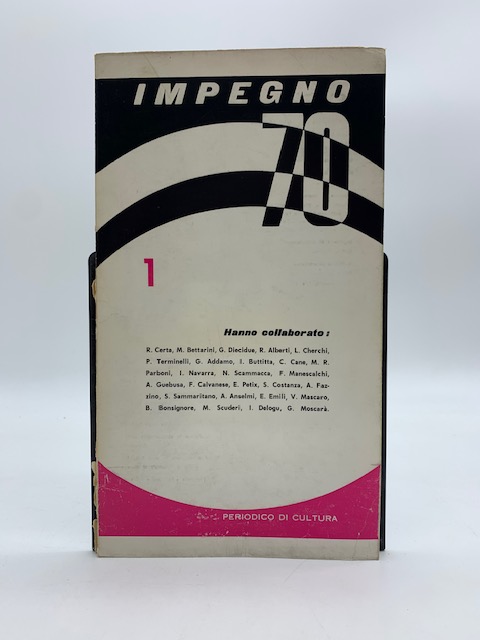 IMPEGNO
70
1
Hanno collaborato:
R. Certa, M. Bettarini, G. Diecidue, R. Alberti, L. Cherchi,
P. Terminelli, G. Addamo, I. Buttitta, C. Cane, M. R.
Parboni, I. Navarra, N. Scammacca, F. Manescalchi,
A. Guebusa, F. Calvanese, E. Petix, S. Costanza, A. Faz-
zino, S. Sammaritano, A. Anselmi, E. Emili, V. Mascaro,
B. Bonsignore, M. Scuderi, I. Delogu, G. Moscarà.
PERIODICO DI CULTURA